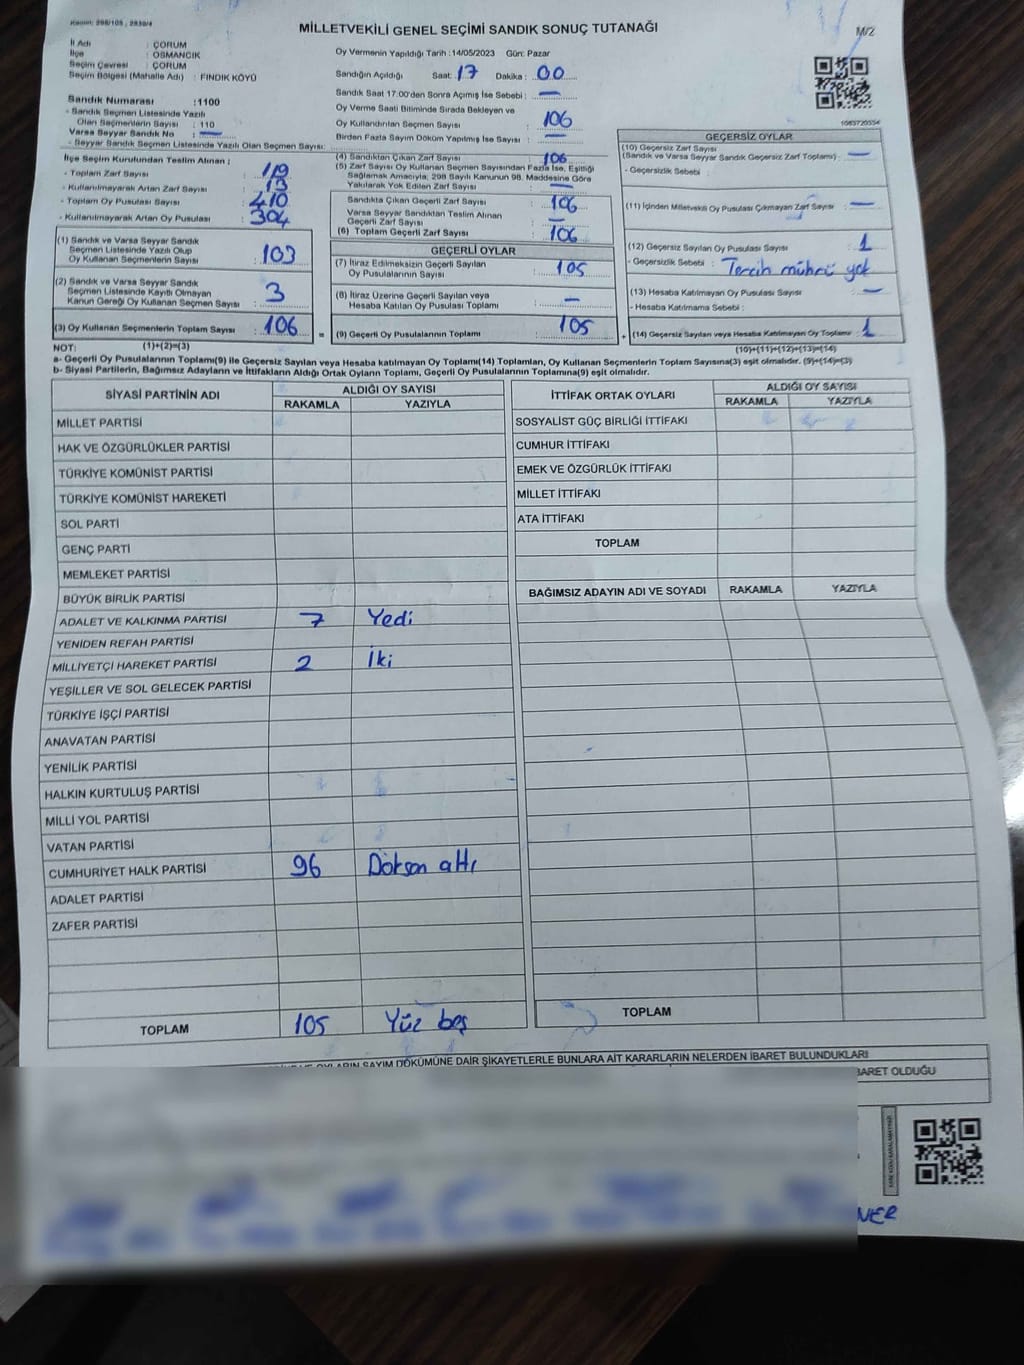 MİLLETVEKİLİ GENEL SEÇİMİ SANDIK SONUÇ TUTANAĞI
M/2
İl Adı : ÇORUM
İlçe : OSMANCIK
Seçim Çevresi : ÇORUM
Seçim Bölgesi (Mahalle Adı) : FINDIK KÖYÜ
Oy Vermenin Yapıldığı Tarih : 14/05/2023 Gün: Pazar
Sandığın Açıldığı Saat: 17 Dakika : 00
Sandık Saat 17.00'den Sonra Açılmış İse Sebebi : —
Oy Verme Saati Bitiminde Sırada Bekleyen ve
Oy Kullandırılan Seçmen Sayısı : 106
Birden Fazla Sayım Döküm Yapılmış İse Sayısı : —
Sandık Numarası :1100
- Sandık Seçmen Listesinde Yazılı
Olan Seçmenlerin Sayısı : 110
Varsa Seyyar Sandık No : —
- Seyyar Sandık Seçmen Listesinde Yazılı Olan Seçmen Sayısı:
İlçe Seçim Kurulundan Teslim Alınan ;
- Toplam Zarf Sayısı : 119
- Kullanılmayarak Artan Zarf Sayısı : 13
- Toplam Oy Pusulası Sayısı : 410
- Kullanılmayarak Artan Oy Pusulası : 304
(1) Sandık ve Varsa Seyyar Sandık
Seçmen Listesinde Yazılı Olup
Oy Kullanan Seçmenlerin Sayısı : 103
(2) Sandık ve Varsa Seyyar Sandık
Seçmen Listesinde Kayıtlı Olmayan
Kanun Gereği Oy Kullanan Seçmen Sayısı : 3
(3) Oy Kullanan Seçmenlerin Toplam Sayısı : 106
(4) Sandıktan Çıkan Zarf Sayısı : 106
(5) Zarf Sayısı Oy Kullanan Seçmen Sayısından Fazla İse, Eşitliği
Sağlamak Amacıyla, 298 Sayılı Kanunun 98. Maddesine Göre
Yakılarak Yok Edilen Zarf Sayısı : —
Sandıkta Çıkan Geçerli Zarf Sayısı : 106
Varsa Seyyar Sandıktan Teslim Alınan
Geçerli Zarf Sayısı : —
(6) Toplam Geçerli Zarf Sayısı : 106
GEÇERLİ OYLAR
(7) İtiraz Edilmeksizin Geçerli Sayılan
Oy Pusulalarının Sayısı : 105
(8) İtiraz Üzerine Geçerli Sayılan veya
Hesaba Katılan Oy Pusulası Sayısı : —
= (9) Geçerli Oy Pusulalarının Toplamı : 105
1065720554
GEÇERSİZ OYLAR
(10) Geçersiz Zarf Sayısı
(Sandık ve Varsa Seyyar Sandık Geçersiz Zarf Toplamı) : —
- Geçersizlik Sebebi :
(11) İçinden Milletvekili Oy Pusulası Çıkmayan Zarf Sayısı : —
(12) Geçersiz Sayılan Oy Pusulası Sayısı : 1
- Geçersizlik Sebebi : Tercih mührü yok
(13) Hesaba Katılmayan Oy Pusulası Sayısı : —
- Hesaba Katılmama Sebebi :
+ (14) Geçersiz Sayılan veya Hesaba Katılmayan Oy Toplamı : 1
NOT: (1)+(2)=(3)
(10)+(11)+(12)+(13)=(14)
a- Geçerli Oy Pusulalarının Toplamı(9) ile Geçersiz Sayılan veya Hesaba katılmayan Oy Toplamı(14) Toplamları, Oy Kullanan Seçmenlerin Toplam Sayısına(3) eşit olmalıdır. (9)+(14)=(3)
b- Siyasi Partilerin, Bağımsız Adayların ve İttifakların Aldığı Ortak Oyların Toplamı, Geçerli Oy Pusulalarının Toplamına(9) eşit olmalıdır.
SİYASİ PARTİNİN ADI ALDIĞI OY SAYISI
RAKAMLA YAZIYLA
MİLLET PARTİSİ
HAK VE ÖZGÜRLÜKLER PARTİSİ
TÜRKİYE KOMÜNİST PARTİSİ
TÜRKİYE KOMÜNİST HAREKETİ
SOL PARTİ
GENÇ PARTİ
MEMLEKET PARTİSİ
BÜYÜK BİRLİK PARTİSİ
ADALET VE KALKINMA PARTİSİ 7 Yedi
YENİDEN REFAH PARTİSİ
MİLLİYETÇİ HAREKET PARTİSİ 2 İki
YEŞİLLER VE SOL GELECEK PARTİSİ
TÜRKİYE İŞÇİ PARTİSİ
ANAVATAN PARTİSİ
YENİLİK PARTİSİ
HALKIN KURTULUŞ PARTİSİ
MİLLİ YOL PARTİSİ
VATAN PARTİSİ
CUMHURİYET HALK PARTİSİ 96 Doksan altı
ADALET PARTİSİ
ZAFER PARTİSİ
TOPLAM 105 Yüz beş
İTTİFAK ORTAK OYLARI ALDIĞI OY SAYISI
RAKAMLA YAZIYLA
SOSYALİST GÜÇ BİRLİĞİ İTTİFAKI
CUMHUR İTTİFAKI
EMEK VE ÖZGÜRLÜK İTTİFAKI
MİLLET İTTİFAKI
ATA İTTİFAKI
TOPLAM
BAĞIMSIZ ADAYIN ADI VE SOYADI RAKAMLA YAZIYLA
TOPLAM
OYLARIN SAYIM DÖKÜMÜNE DAİR ŞİKAYETLERLE BUNLARA AİT KARARLARIN NELERDEN İBARET BULUNDUKLARI
BARET OLDUĞU
NER